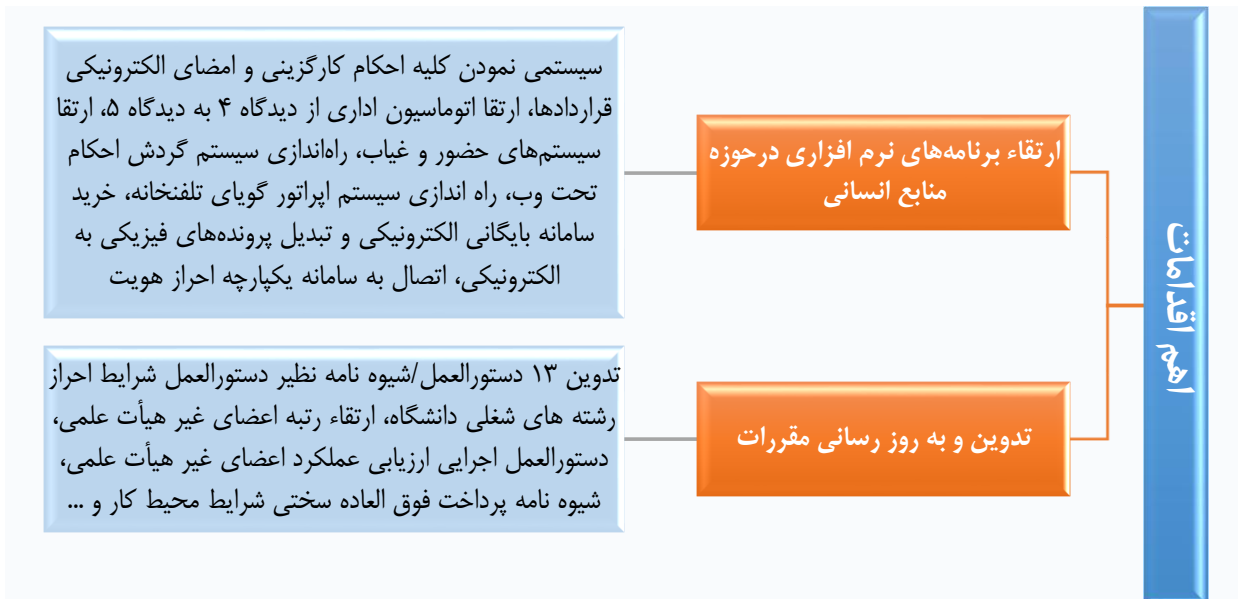 اهم اقدامات
ارتقاء برنامه‌های نرم افزاری درحوزه
منابع انسانی
سیستمی نمودن کلیه احکام کارگزینی و امضای الکترونیکی
قراردادها، ارتقا اتوماسیون اداری از دیدگاه ۴ به دیدگاه ۵، ارتقا
سیستم‌های حضور و غیاب، راه‌اندازی سیستم گردش احکام
تحت وب، راه اندازی سیستم اپراتور گویای تلفنخانه، خرید
سامانه بایگانی الکترونیکی و تبدیل پرونده‌های فیزیکی به
الکترونیکی، اتصال به سامانه یکپارچه احراز هویت
تدوین و به روز رسانی مقررات
تدوین ۱۳ دستورالعمل/شیوه نامه نظیر دستورالعمل شرایط احراز
رشته های شغلی دانشگاه، ارتقاء رتبه اعضای غیر هیأت علمی،
دستورالعمل اجرایی ارزیابی عملکرد اعضای غیر هیأت علمی،
شیوه نامه پرداخت فوق العاده سختی شرایط محیط کار و ...